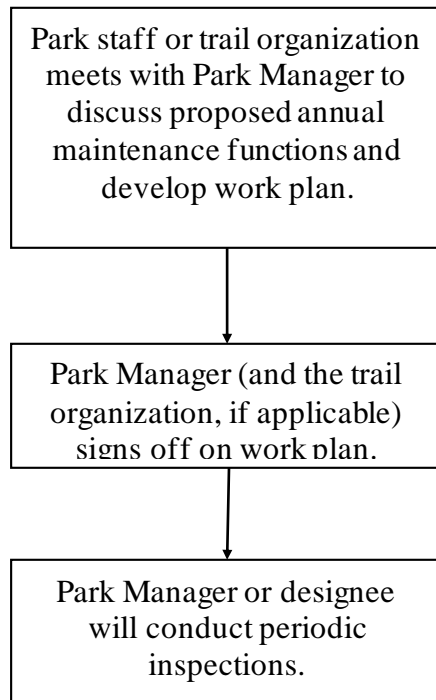 Park staff or trail organization
meets with Park Manager to
discuss proposed annual
maintenance functions and
develop work plan.
Park Manager (and the trail
organization, if applicable)
signs off on work plan.
Park Manager or designee
will conduct periodic
inspections.